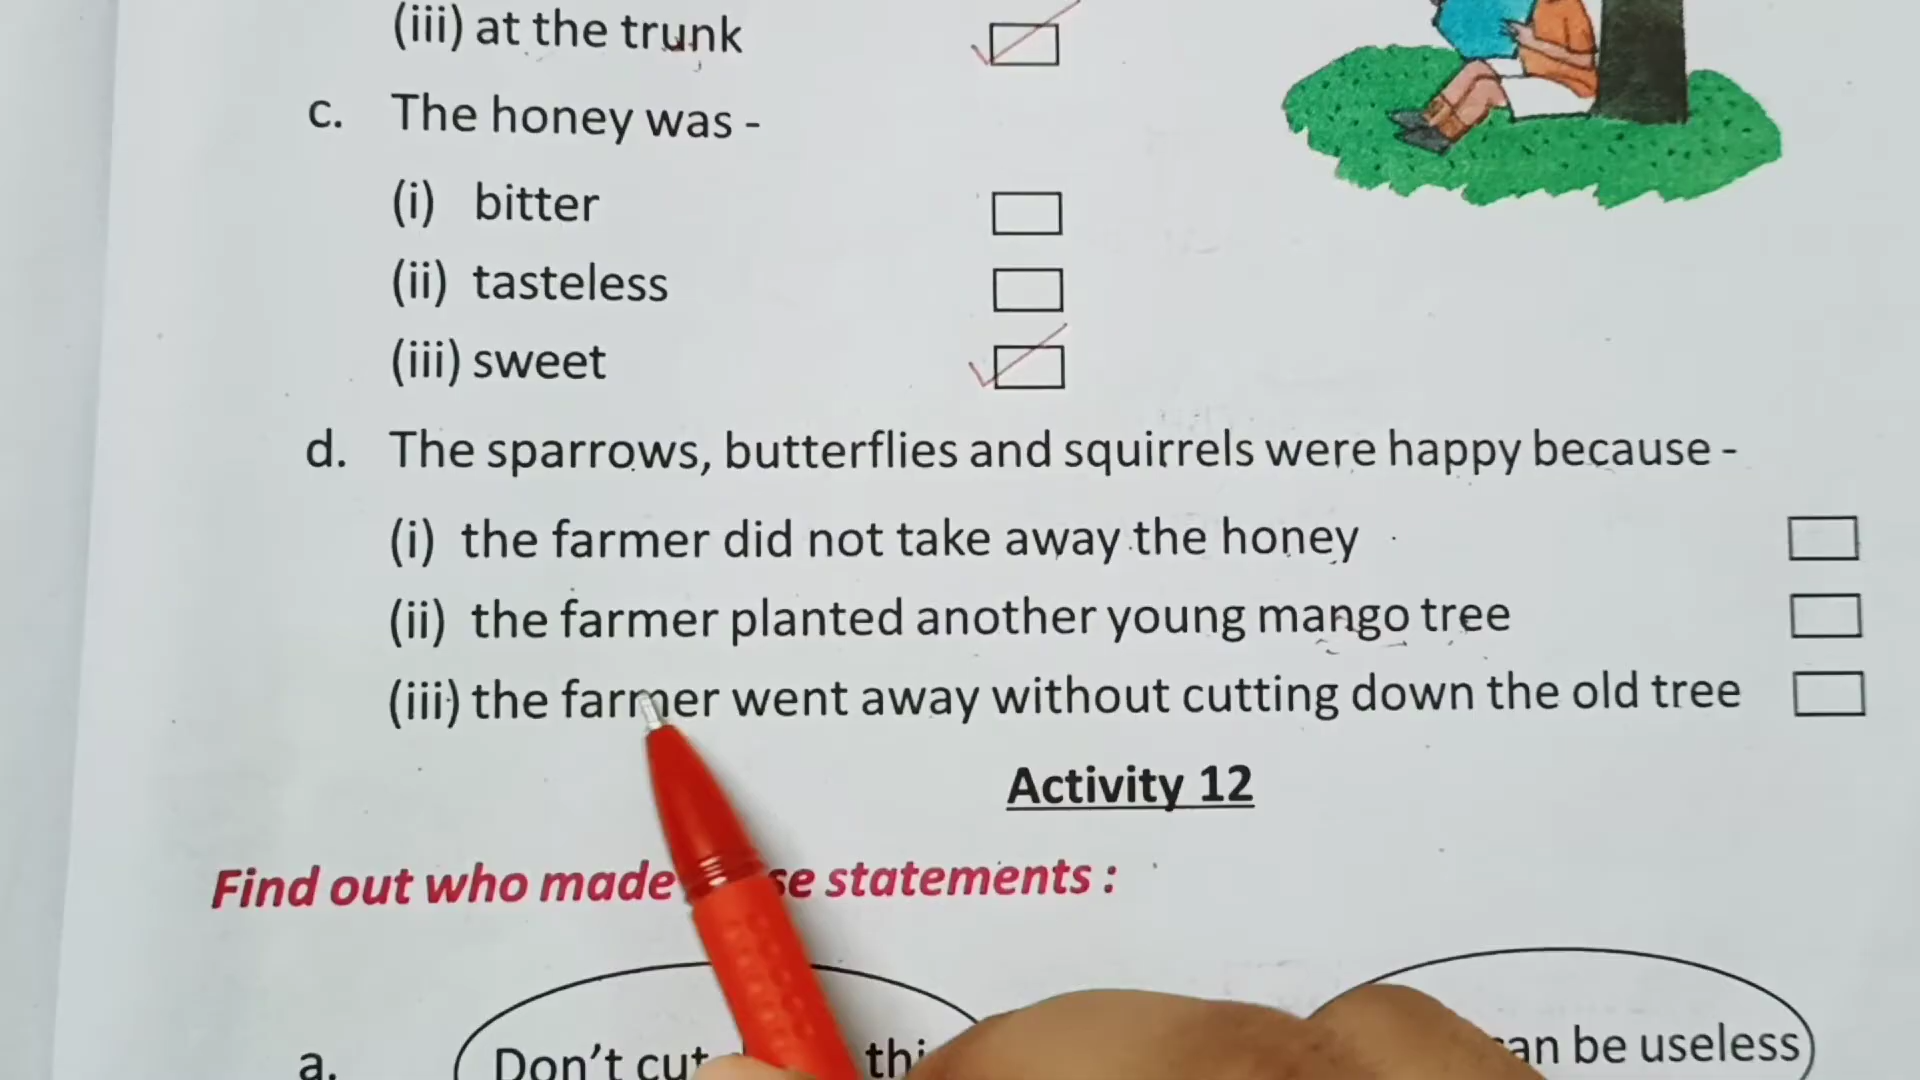 (iii) at the trunk
c. The honey was -
(i) bitter
(ii) tasteless
(iii) sweet
d. The sparrows, butterflies and squirrels were happy because -
(i) the farmer did not take away the honey
(ii) the farmer planted another young mango tree
(iii) the farmer went away without cutting down the old tree
Activity 12
Find out who made statements :
a. Don't cut be useless